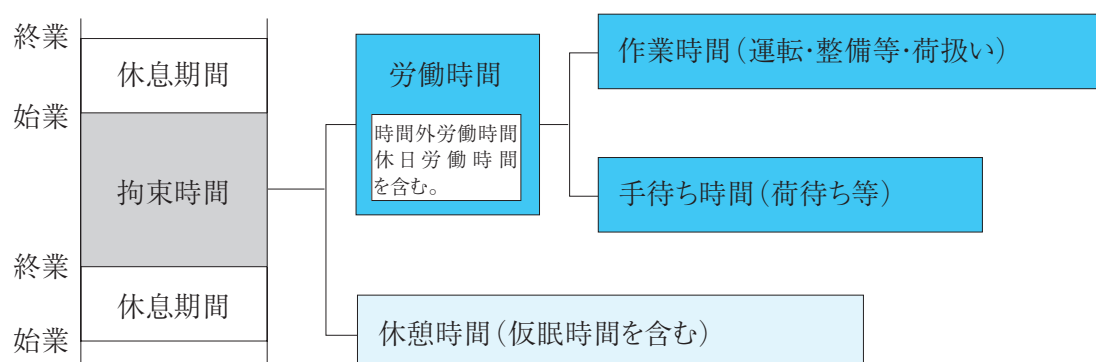 終業
休息期間
始業
拘束時間
終業
休息期間
始業
労働時間
時間外労働時間
休日労働時間
を含む。
作業時間（運転・整備等・荷扱い）
手待ち時間（荷待ち等）
休憩時間（仮眠時間を含む）